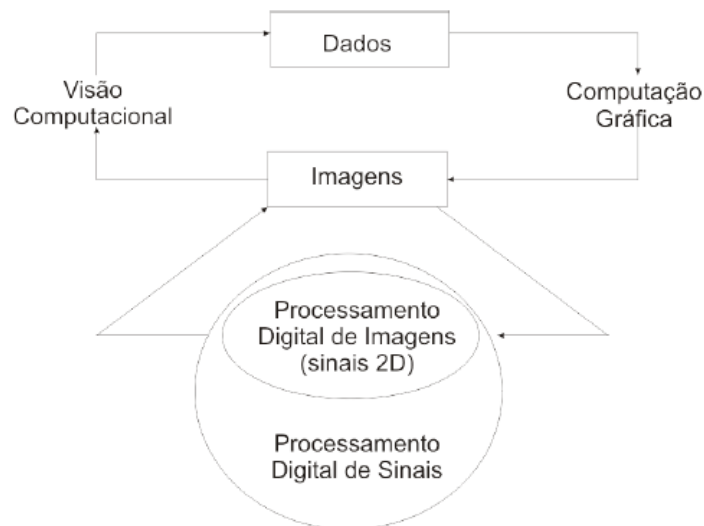 Dados
Visão
Computacional
Computação
Gráfica
Imagens
Processamento
Digital de Imagens
(sinais 2D)
Processamento
Digital de Sinais